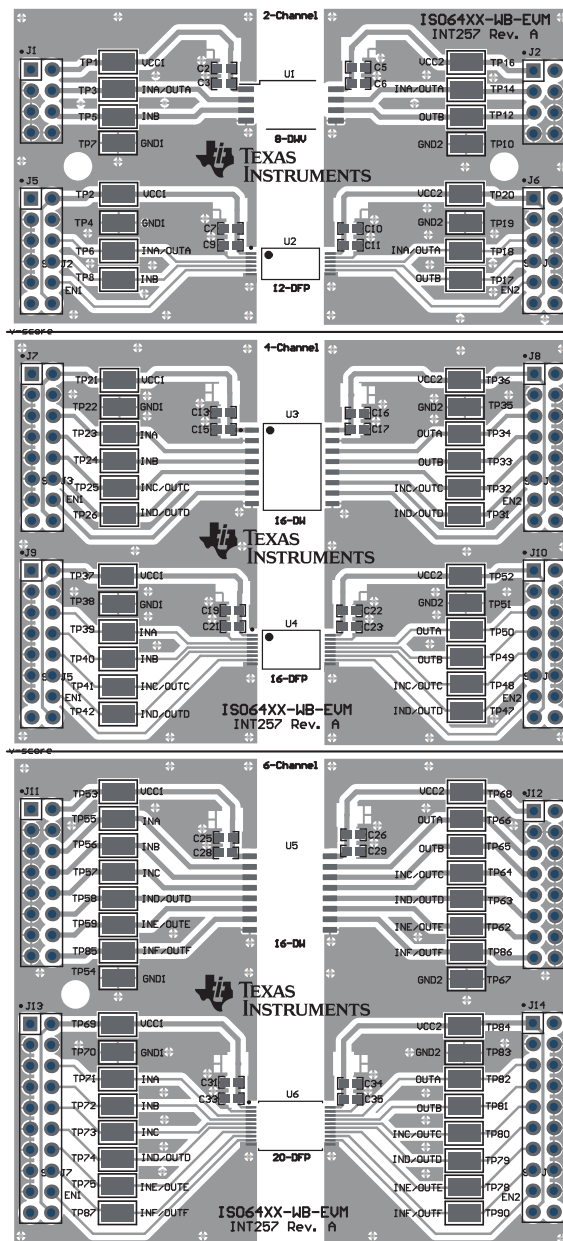 2-Channel
ISO64XX-WB-EVM
INT257 Rev. A
J1
TP1 VCC1 C2 C5 VCC2 TP16 J2
TP3 INA/OUTA C3 U1 C6 INA/OUTA TP14
TP5 INB OUTB TP12
TP7 GND1 8-DWV GND2 TP10
TEXAS
INSTRUMENTS
J5 J6
TP2 VCC1 VCC2 TP20
TP4 GND1 C7 C10 GND2 TP19
TP6 INA/OUTA C9 U2 C11 INA/OUTA TP18
TP8 INB OUTB TP17
EN1 12-DFP EN2
v-score
4-Channel
J7 J8
TP21 VCC1 VCC2 TP36
TP22 GND1 C13 U3 C16 GND2 TP35
TP23 INA C15 C17 OUTA TP34
TP24 INB OUTB TP33
TP25 INC/OUTC INC/OUTC TP32
EN1 EN2
TP26 IND/OUTD 16-DW IND/OUTD TP31
TEXAS
INSTRUMENTS
J9 J10
TP37 VCC1 VCC2 TP52
TP38 GND1 C19 C22 GND2 TP51
TP39 INA C21 U4 C23 OUTA TP50
TP40 INB OUTB TP49
TP41 INC/OUTC 16-DFP INC/OUTC TP48
EN1 EN2
TP42 IND/OUTD IND/OUTD TP47
ISO64XX-WB-EVM
INT257 Rev. A
v-score
6-Channel
J11 J12
TP53 VCC1 VCC2 TP68
TP55 INA OUTA TP66
TP56 INB C25 U5 C26 OUTB TP65
TP57 INC C28 C29 INC/OUTC TP64
TP58 IND/OUTD IND/OUTD TP63
TP59 INE/OUTE INE/OUTE TP62
TP85 INF/OUTF 16-DW INF/OUTF TP86
TP54 GND1 GND2 TP67
TEXAS
INSTRUMENTS
J13 J14
TP69 VCC1 VCC2 TP84
TP70 GND1 GND2 TP83
TP71 INA C31 C34 OUTA TP82
TP72 INB C33 U6 C35 OUTB TP81
TP73 INC INC/OUTC TP80
TP74 IND/OUTD 20-DFP IND/OUTD TP79
TP75 INE/OUTE INE/OUTE TP78
EN1 EN2
TP87 INF/OUTF INF/OUTF TP90
ISO64XX-WB-EVM
INT257 Rev. A